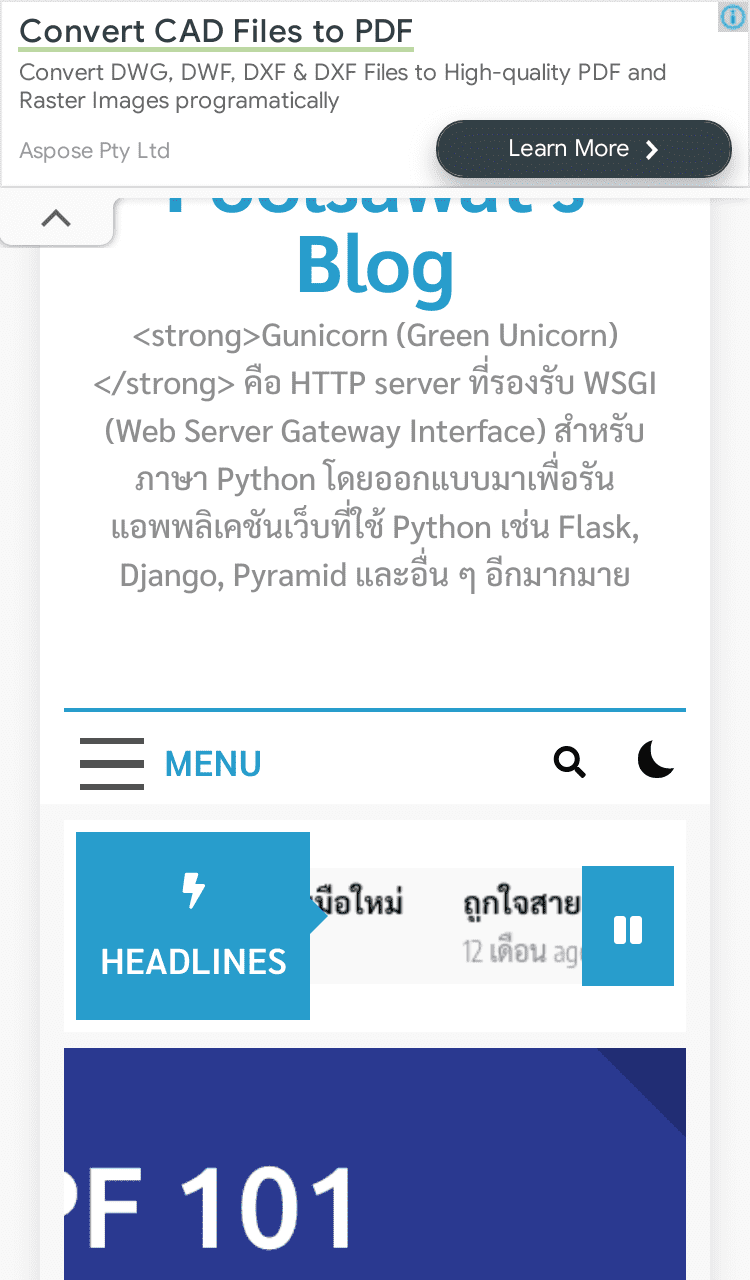 Convert CAD Files to PDF
Convert DWG, DWF, DXF & DXF Files to High-quality PDF and
Raster Images programatically
Aspose Pty Ltd
Learn More
Poolsawat's
Blog
<strong>Gunicorn (Green Unicorn)
</strong> คือ HTTP server ที่รองรับ WSGI
(Web Server Gateway Interface) สำหรับ
ภาษา Python โดยออกแบบมาเพื่อรัน
แอพพลิเคชันเว็บที่ใช้ Python เช่น Flask,
Django, Pyramid และอื่น ๆ อีกมากมาย
MENU
HEADLINES
มือใหม่
ถูกใจสาย
12 เดือน ago
PF 101